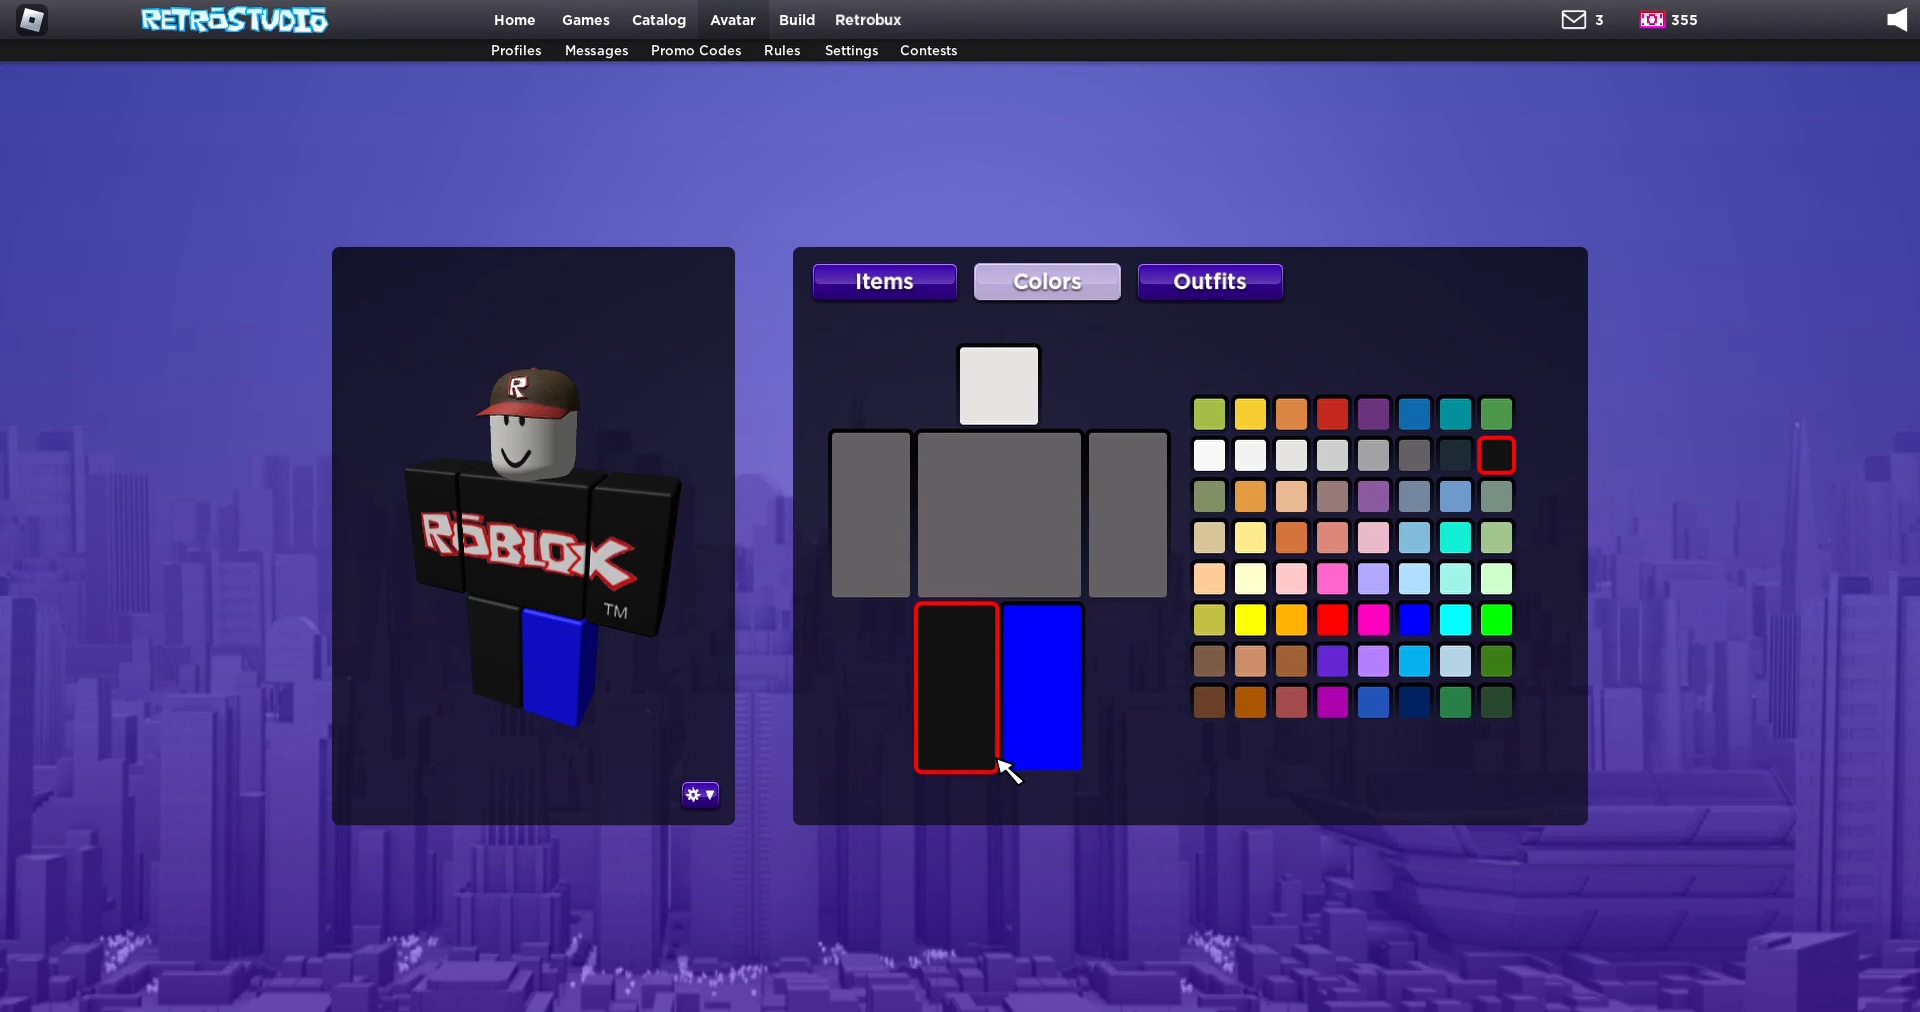 RETROSTUDIO
Home Games Catalog Avatar Build Retrobux
3
355
Profiles Messages Promo Codes Rules Settings Contests
Items Colors Outfits
R
ROBLOX
TM